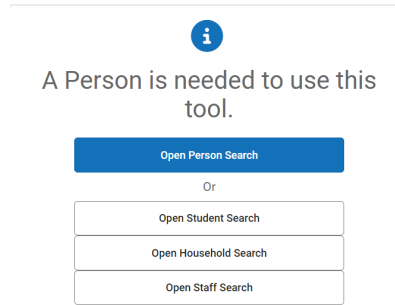 A Person is needed to use this
tool.
Open Person Search
Or
Open Student Search
Open Household Search
Open Staff Search